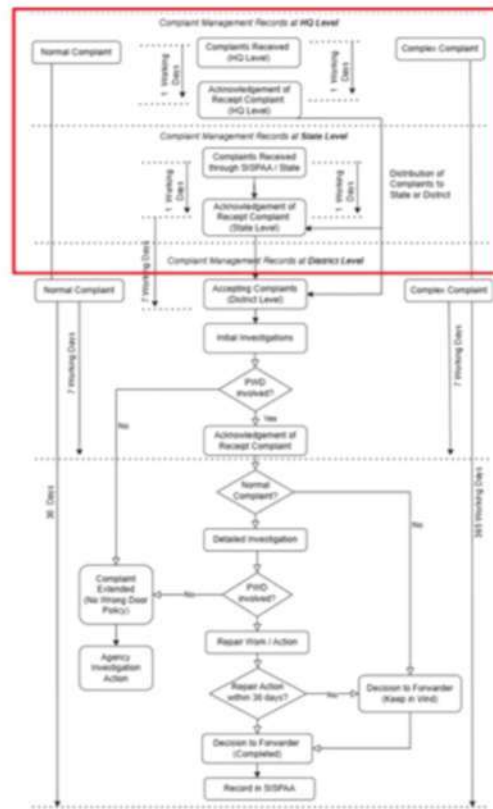 Complaint Management Records at HQ Level
Normal Complaint
Complaints Received
(HQ Level)
Complex Complaint
1 Working
Days
1 Working
Days
Acknowledgement of
Receipt Complaint
(HQ Level)
Complaint Management Records at State Level
Complaints Received
through SISPAA / State
Distribution of
Complaints to
State or District
1 Working
Days
1 Working
Days
Acknowledgement of
Receipt Complaint
(State Level)
Complaint Management Records at District Level
7 Working Days
Normal Complaint
Accepting Complaints
(District Level)
Complex Complaint
Initial Investigations
7 Working Days
7 Working Days
PWD
involved?
No
Yes
Acknowledgement of
Receipt Complaint
Normal
Complaint?
No
Detailed Investigation
Days
Working Days
Complaint
Extended
(No Wrong Door
Policy)
No
PWD
involved?
Agency
Investigation
Action
Repair Work / Action
Repair Action
within 36 days?
No
Decision to Forwarder
(Keep in Vind)
Decision to Forwarder
(Completed)
Record in SISPAA